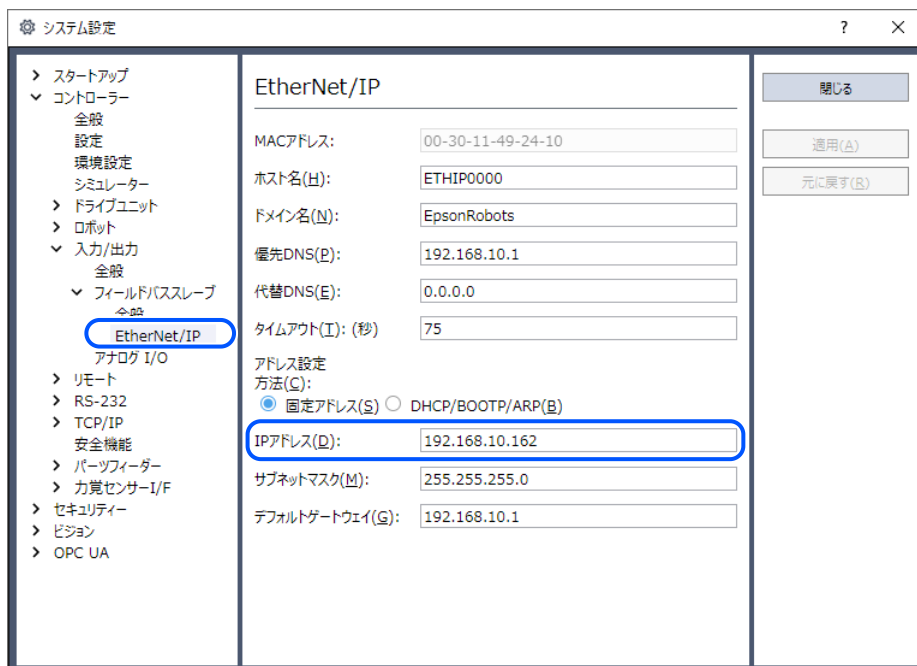 システム設定
?
×
スタートアップ
コントローラー
全般
設定
環境設定
シミュレーター
ドライブユニット
ロボット
入力/出力
全般
フィールドバススレーブ
全般
EtherNet/IP
アナログ I/O
リモート
RS-232
TCP/IP
安全機能
パーツフィーダー
力覚センサーI/F
セキュリティー
ビジョン
OPC UA
EtherNet/IP
MACアドレス: 00-30-11-49-24-10
ホスト名(H): ETHIP0000
ドメイン名(N): EpsonRobots
優先DNS(P): 192.168.10.1
代替DNS(E): 0.0.0.0
タイムアウト(T): (秒) 75
アドレス設定
方法(C):
固定アドレス(S) DHCP/BOOTP/ARP(B)
IPアドレス(D): 192.168.10.162
サブネットマスク(M): 255.255.255.0
デフォルトゲートウェイ(G): 192.168.10.1
閉じる
適用(A)
元に戻す(R)